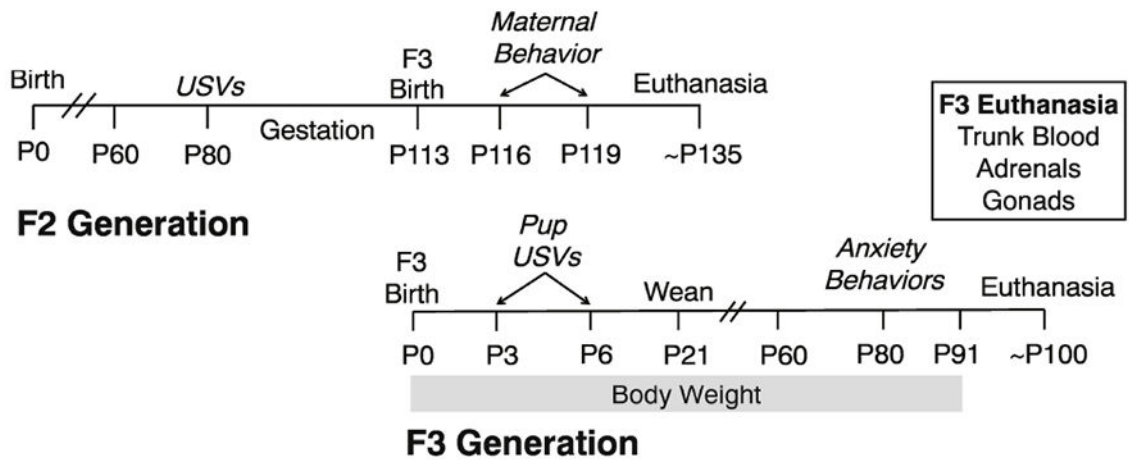 Maternal
Behavior
F3
Birth
Birth
USVs
Euthanasia
Gestation
P0 P60 P80 P113 P116 P119 ~P135
F2 Generation
F3 Euthanasia
Trunk Blood
Adrenals
Gonads
Pup
USVs
F3
Birth
Wean
Anxiety
Behaviors
Euthanasia
P0 P3 P6 P21 P60 P80 P91 ~P100
Body Weight
F3 Generation